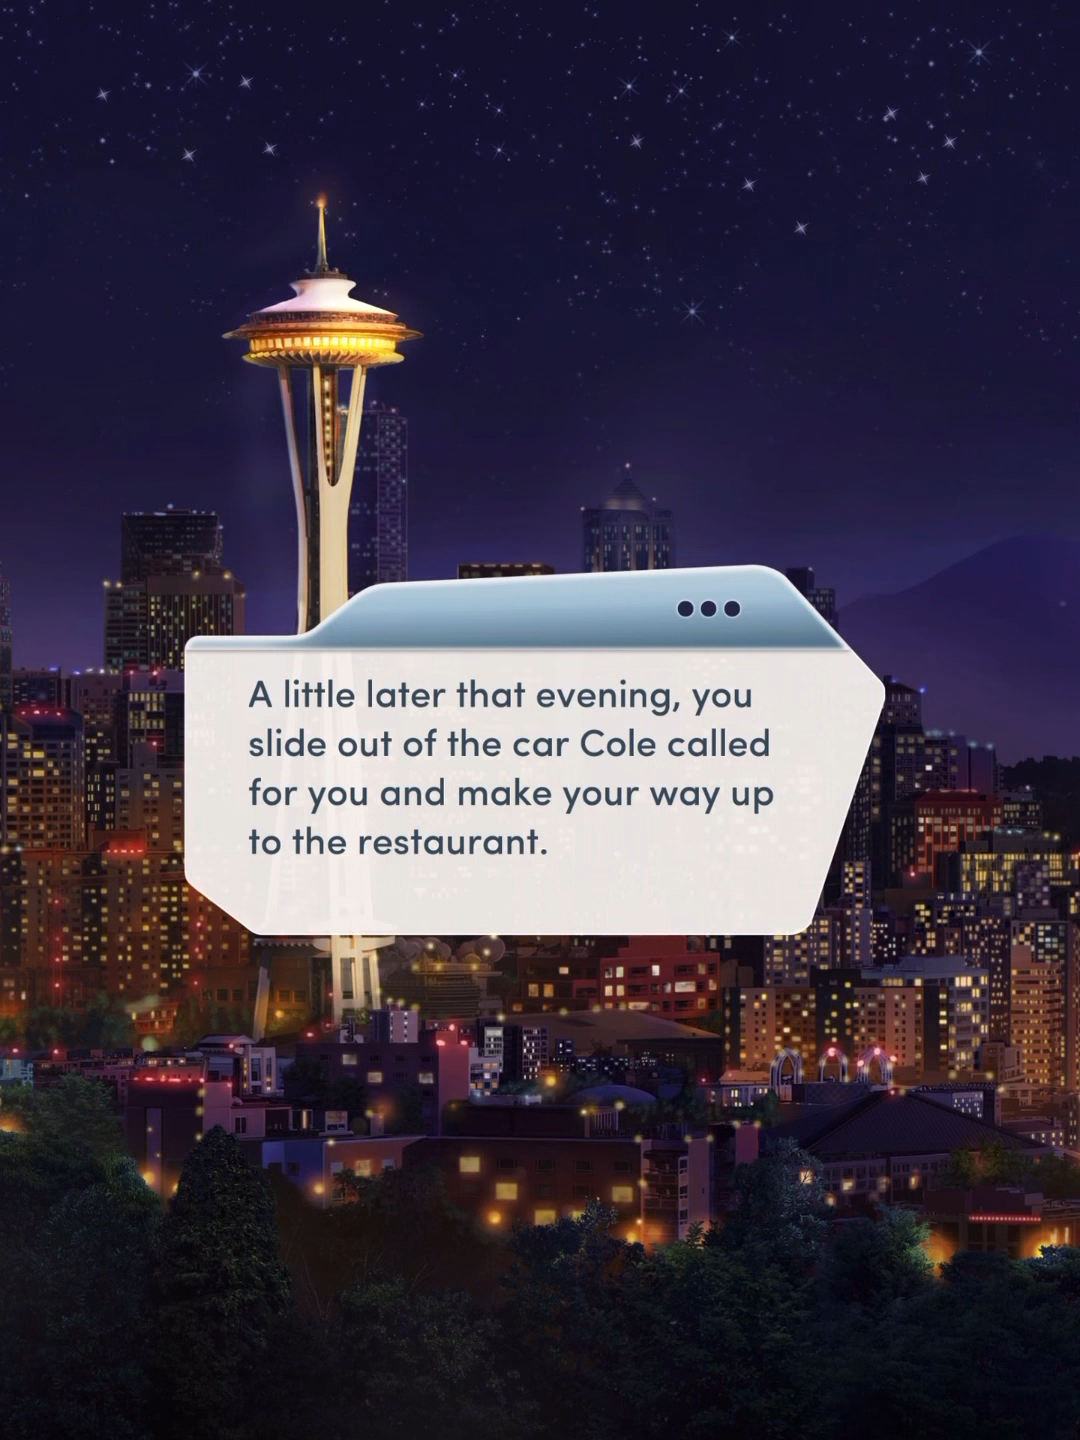 A little later that evening, you
slide out of the car Cole called
for you and make your way up
to the restaurant.